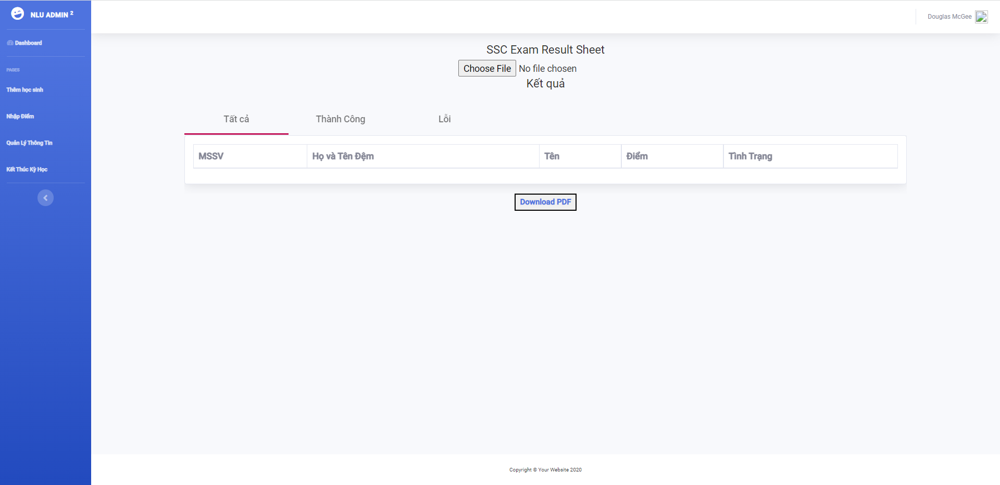 NLU ADMIN 2
Douglas McGee
Dashboard
PAGES
Thêm học sinh
Nhập Điểm
Quản Lý Thông Tin
Kết Thúc Kỳ Học
SSC Exam Result Sheet
Choose File No file chosen
Kết quả
Tất cả Thành Công Lỗi
MSSV Họ và Tên Đệm Tên Điểm Tình Trạng
Download PDF
Copyright © Your Website 2020